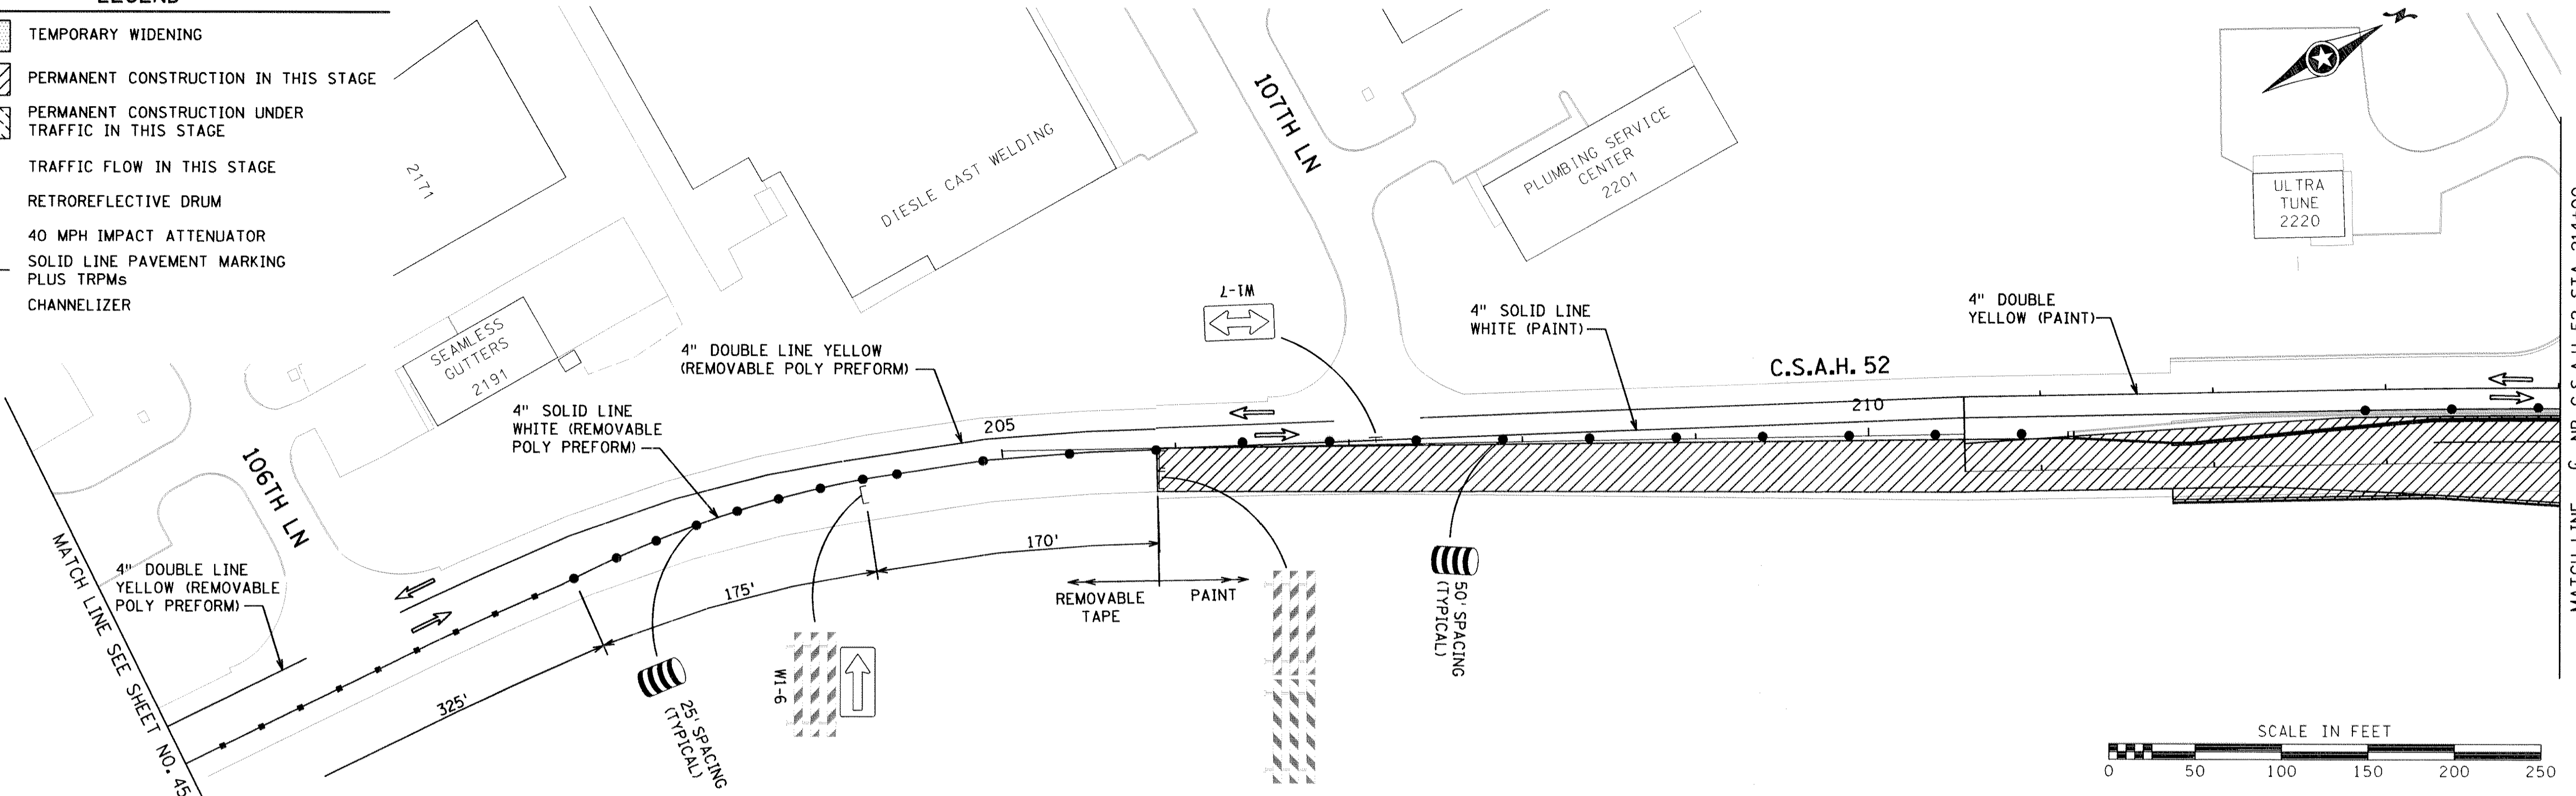 LEGEND
TEMPORARY WIDENING
PERMANENT CONSTRUCTION IN THIS STAGE
PERMANENT CONSTRUCTION UNDER
TRAFFIC IN THIS STAGE
TRAFFIC FLOW IN THIS STAGE
RETROREFLECTIVE DRUM
40 MPH IMPACT ATTENUATOR
SOLID LINE PAVEMENT MARKING
PLUS TRPMs
CHANNELIZER
2171
SEAMLESS
GUTTERS
2191
DIESLE CAST WELDING
107TH LN
PLUMBING SERVICE
CENTER
2201
ULTRA
TUNE
2220
W1-7
4" SOLID LINE
WHITE (PAINT)
4" DOUBLE
YELLOW (PAINT)
C.S.A.H. 52
210
4" DOUBLE LINE YELLOW
(REMOVABLE POLY PREFORM)
205
4" SOLID LINE
WHITE (REMOVABLE
POLY PREFORM)
106TH LN
4" DOUBLE LINE
YELLOW (REMOVABLE
POLY PREFORM)
MATCH LINE SEE SHEET NO. 45
325'
175'
170'
REMOVABLE
TAPE
PAINT
25' SPACING
(TYPICAL)
W1-6
50' SPACING
(TYPICAL)
SCALE IN FEET
0 50 100 150 200 250